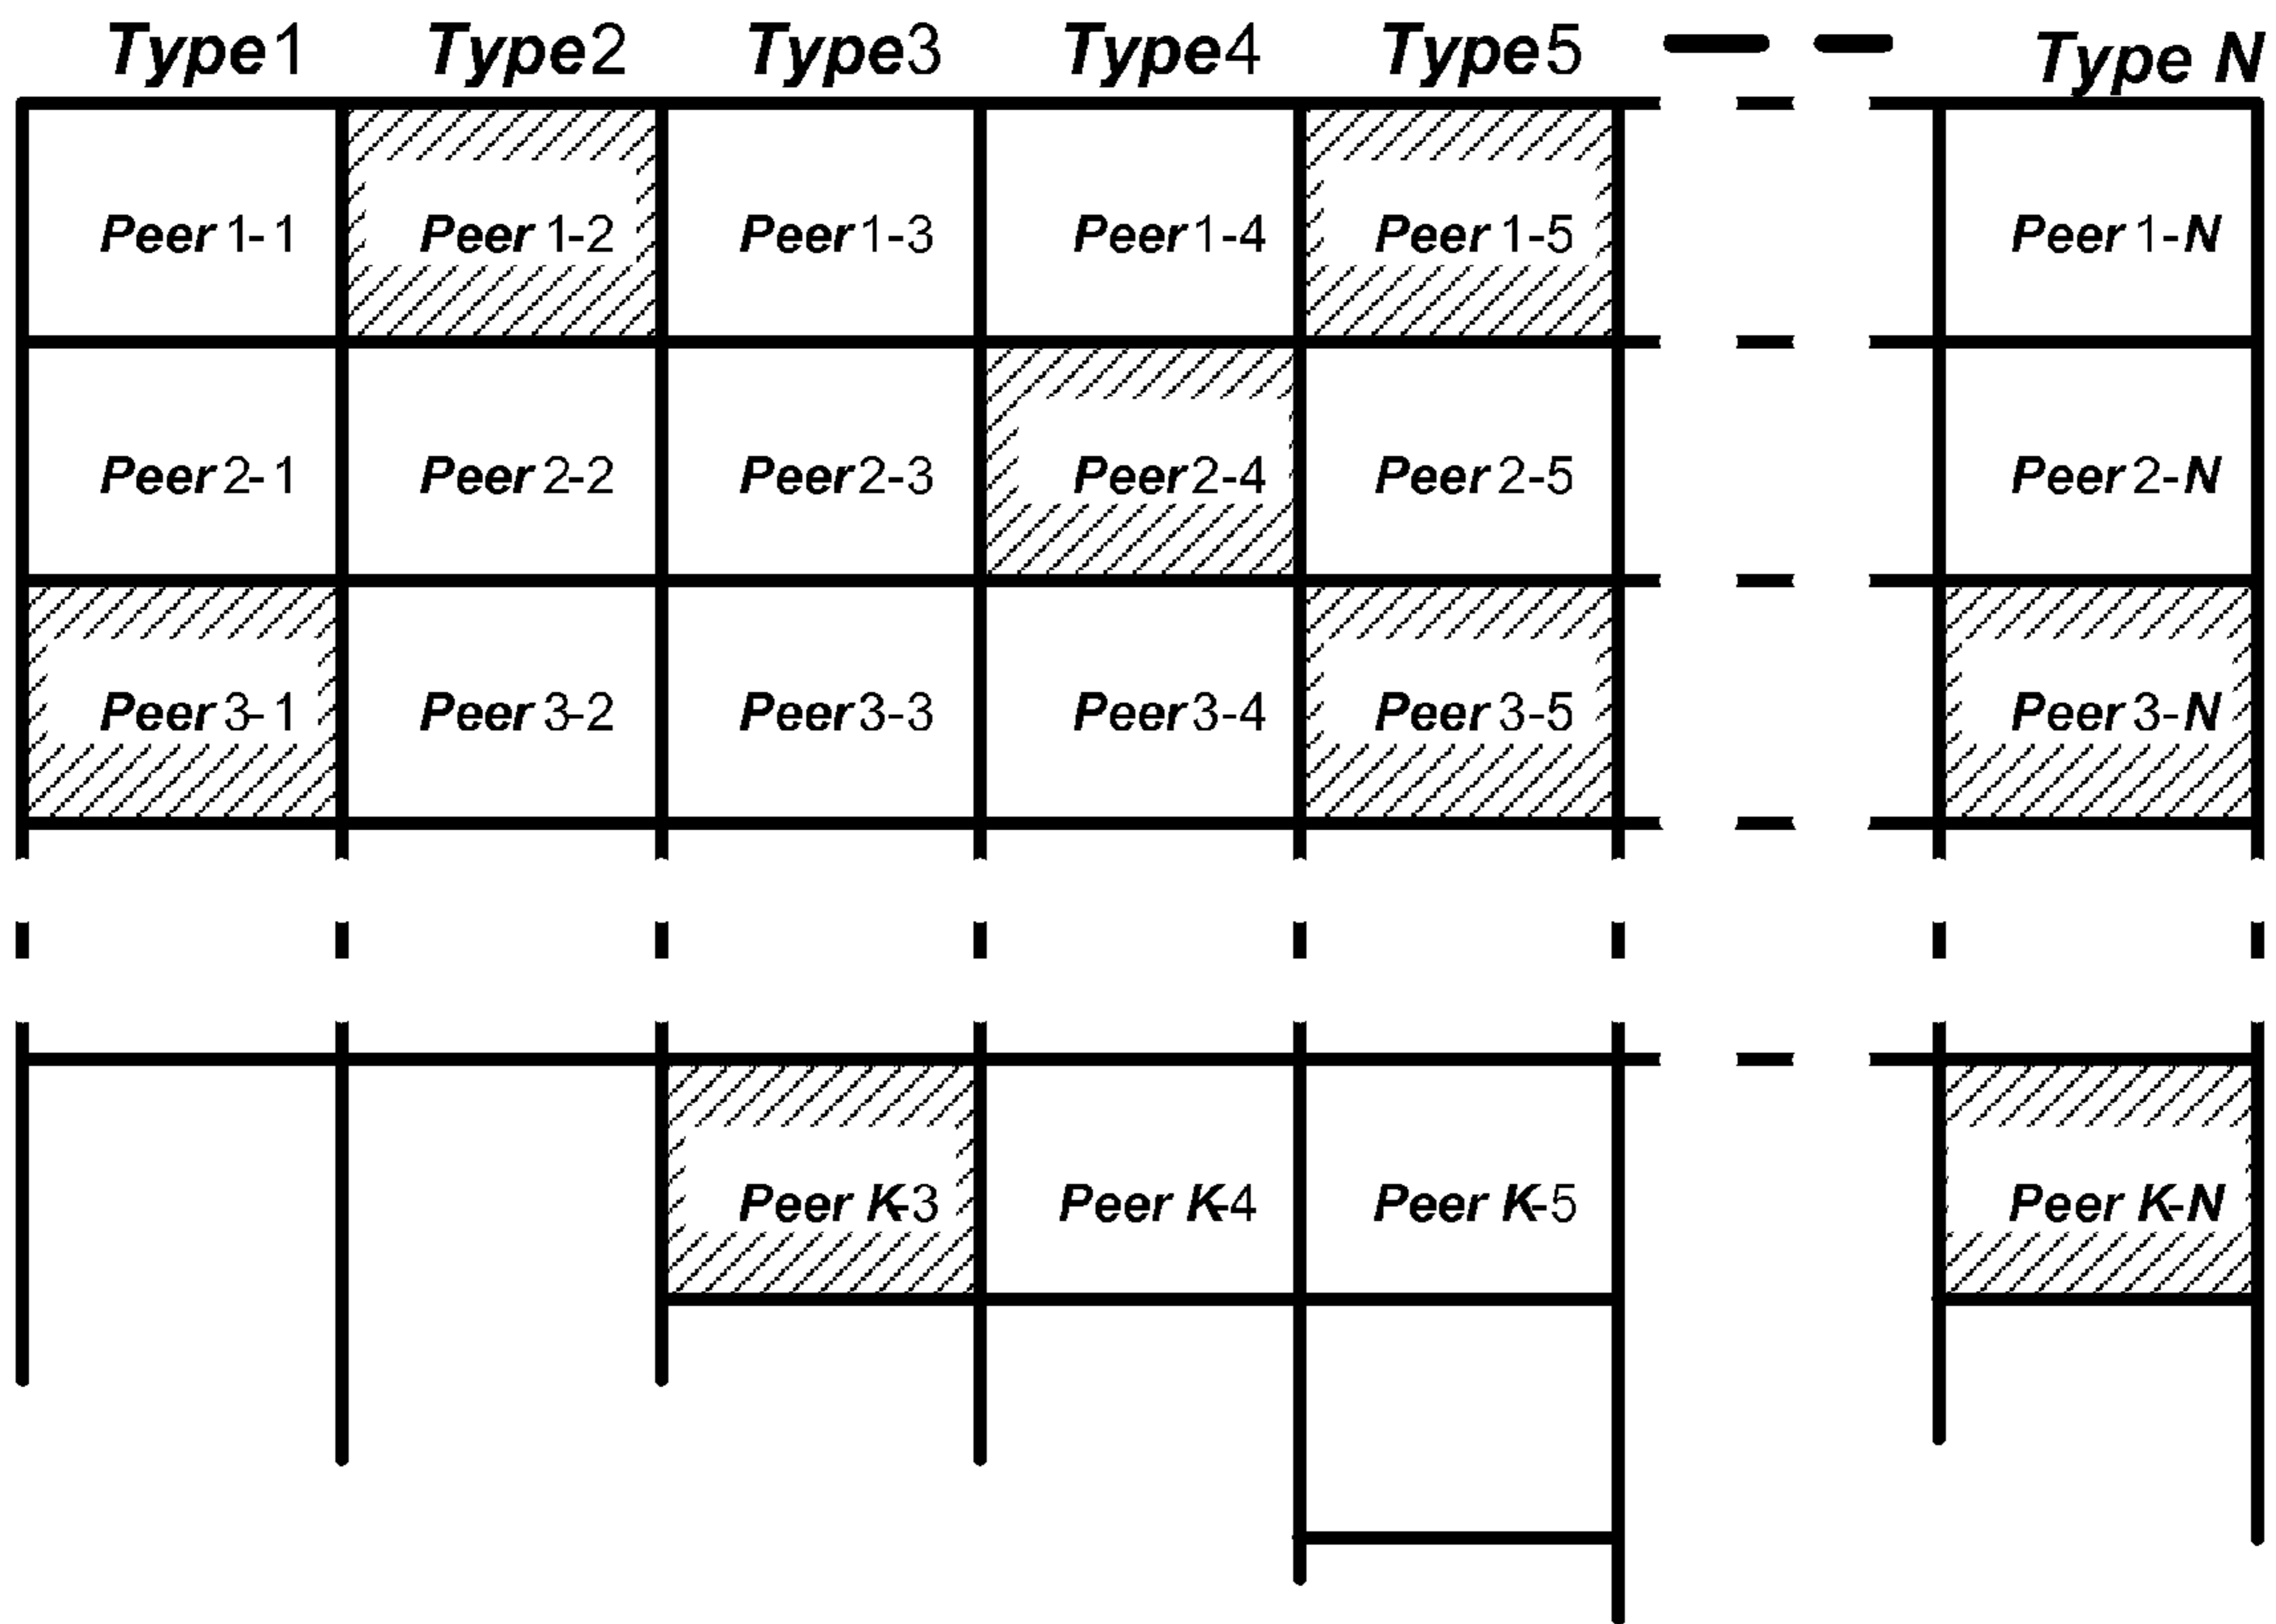 Type1 Type2 Type3 Type4 Type5 Type N
Peer 1-1 Peer 1-2 Peer 1-3 Peer 1-4 Peer 1-5 Peer 1-N
Peer 2-1 Peer 2-2 Peer 2-3 Peer 2-4 Peer 2-5 Peer 2-N
Peer 3-1 Peer 3-2 Peer 3-3 Peer 3-4 Peer 3-5 Peer 3-N
Peer K-3 Peer K-4 Peer K-5 Peer K-N